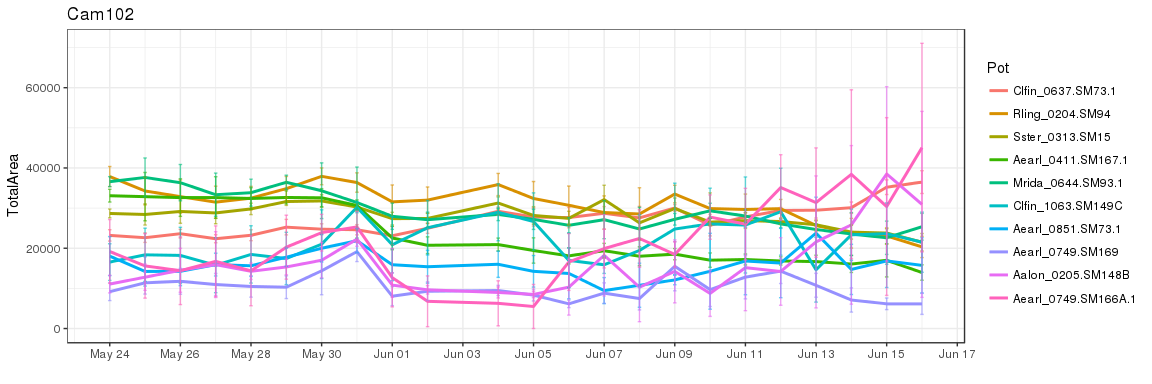 Cam102
TotalArea
80000
60000
40000
20000
0
May 24
May 26
May 28
May 30
Jun 01
Jun 03
Jun 05
Jun 07
Jun 09
Jun 11
Jun 13
Jun 15
Jun 17
Pot
Clfin_0637.SM73.1
Rling_0204.SM94
Sster_0313.SM15
Aearl_0411.SM167.1
Mrida_0644.SM93.1
Clfin_1063.SM149C
Aearl_0851.SM73.1
Aearl_0749.SM169
Aalon_0205.SM148B
Aearl_0749.SM166A.1